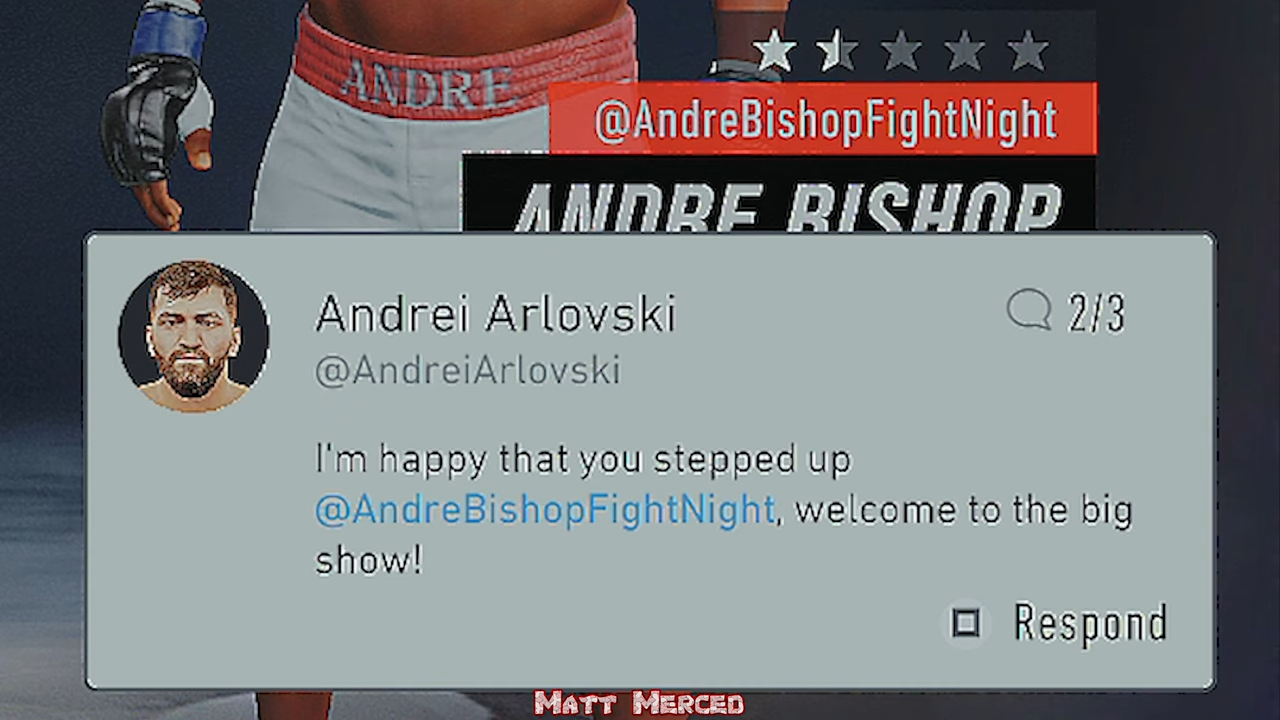 ANDRE
@AndreBishopFightNight
ANDRE BISHOP
Andrei Arlovski
2/3
@AndreiArlovski
I'm happy that you stepped up
@AndreBishopFightNight, welcome to the big
show!
Respond
Matt Merced